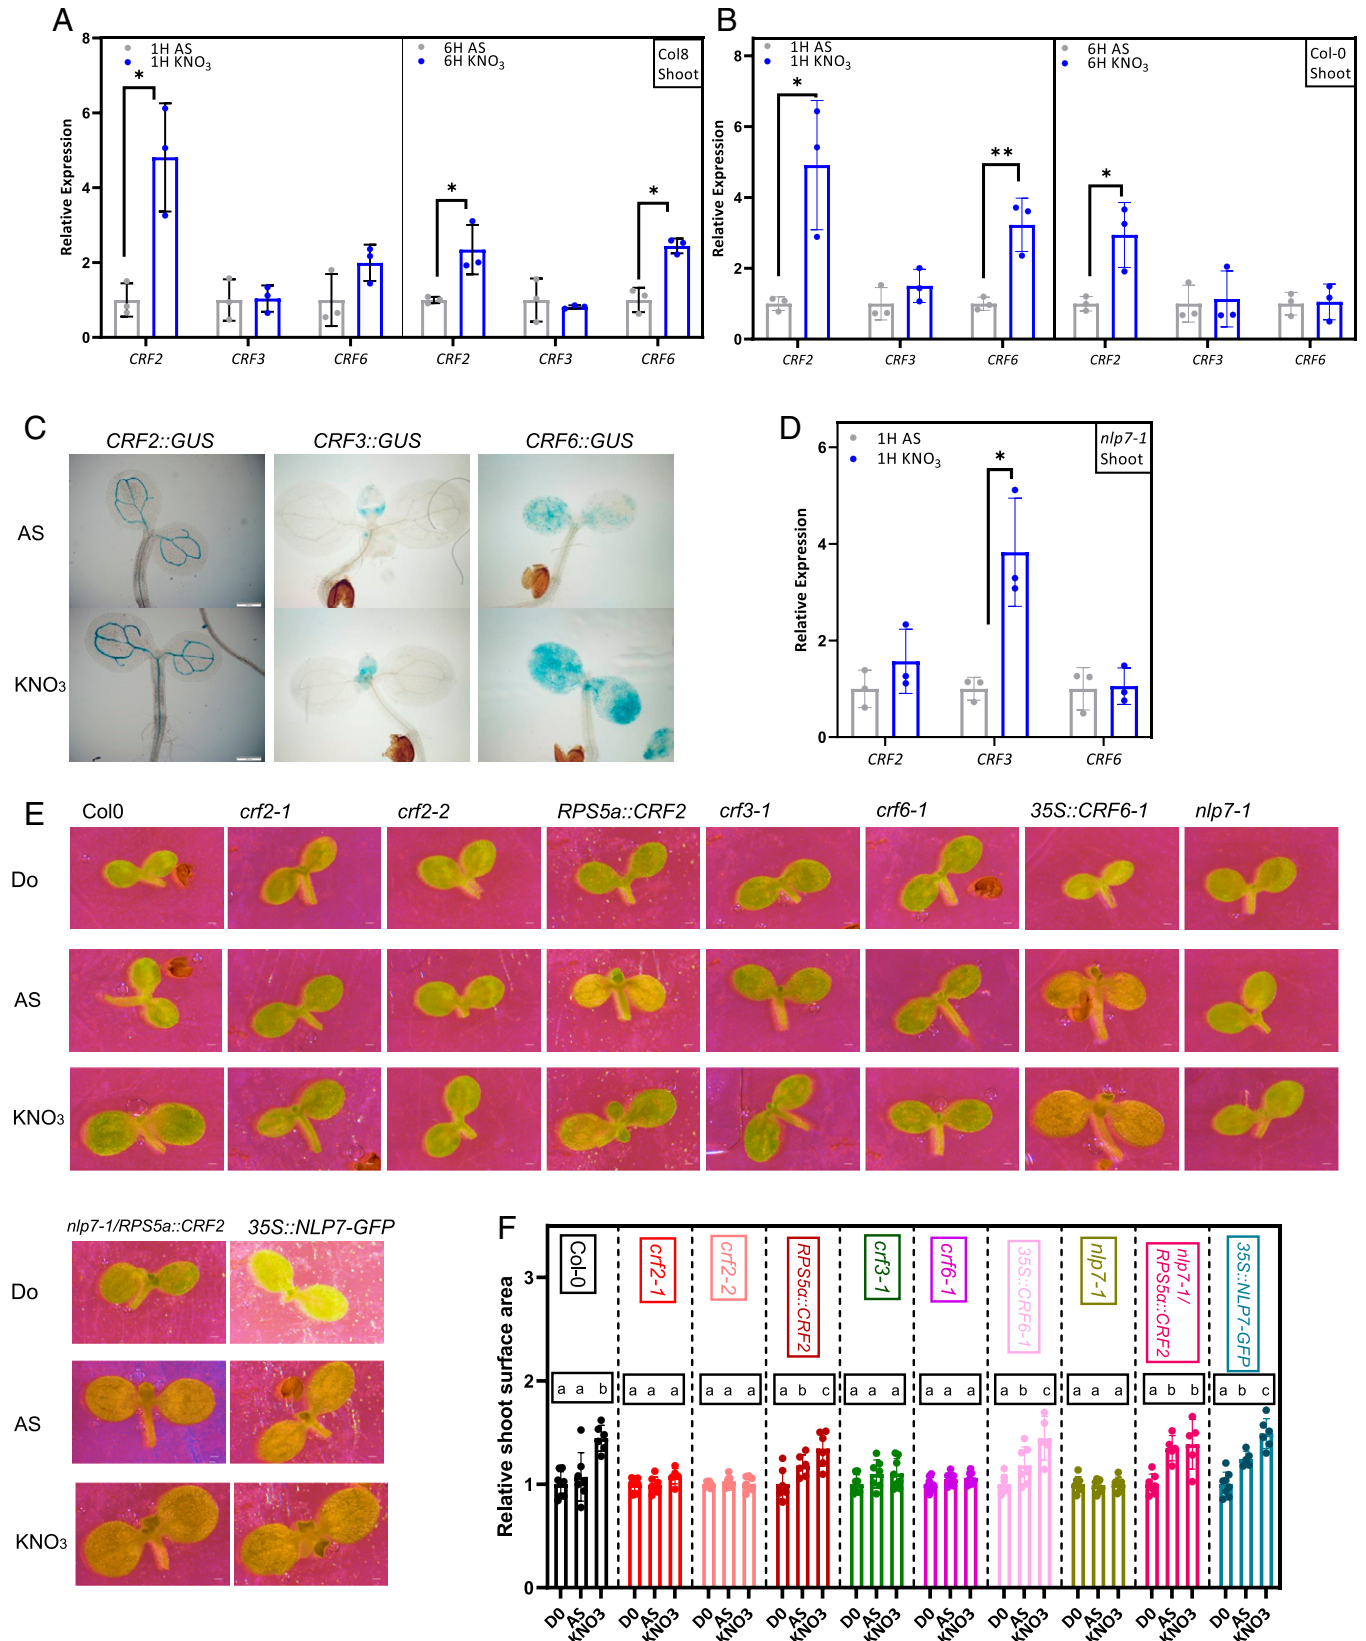 A
8
6
4
2
0
Relative Expression
1H AS
1H KNO3
6H AS
6H KNO3
Col8
Shoot
*
*
*
CRF2
CRF3
CRF6
CRF2
CRF3
CRF6
B
8
6
4
2
0
Relative Expression
1H AS
1H KNO3
6H AS
6H KNO3
Col-0
Shoot
*
**
*
CRF2
CRF3
CRF6
CRF2
CRF3
CRF6
C
CRF2::GUS
CRF3::GUS
CRF6::GUS
AS
KNO3
D
6
4
2
0
Relative Expression
1H AS
1H KNO3
nlp7-1
Shoot
*
CRF2
CRF3
CRF6
E
Col0
crf2-1
crf2-2
RPS5a::CRF2
crf3-1
crf6-1
35S::CRF6-1
nlp7-1
Do
AS
KNO3
nlp7-1/RPS5a::CRF2
35S::NLP7-GFP
Do
AS
KNO3
F
Relative shoot surface area
3
2
1
0
Col-0
crf2-1
crf2-2
RPS5a::CRF2
crf3-1
crf6-1
35S::CRF6-1
nlp7-1
nlp7-1/
RPS5a::CRF2
35S::NLP7-GFP
a a b
a a a
a a a
a b c
a a a
a a a
a b c
a a a
a b b
a b c
D0 AS KNO3
D0 AS KNO3
D0 AS KNO3
D0 AS KNO3
D0 AS KNO3
D0 AS KNO3
D0 AS KNO3
D0 AS KNO3
D0 AS KNO3
D0 AS KNO3